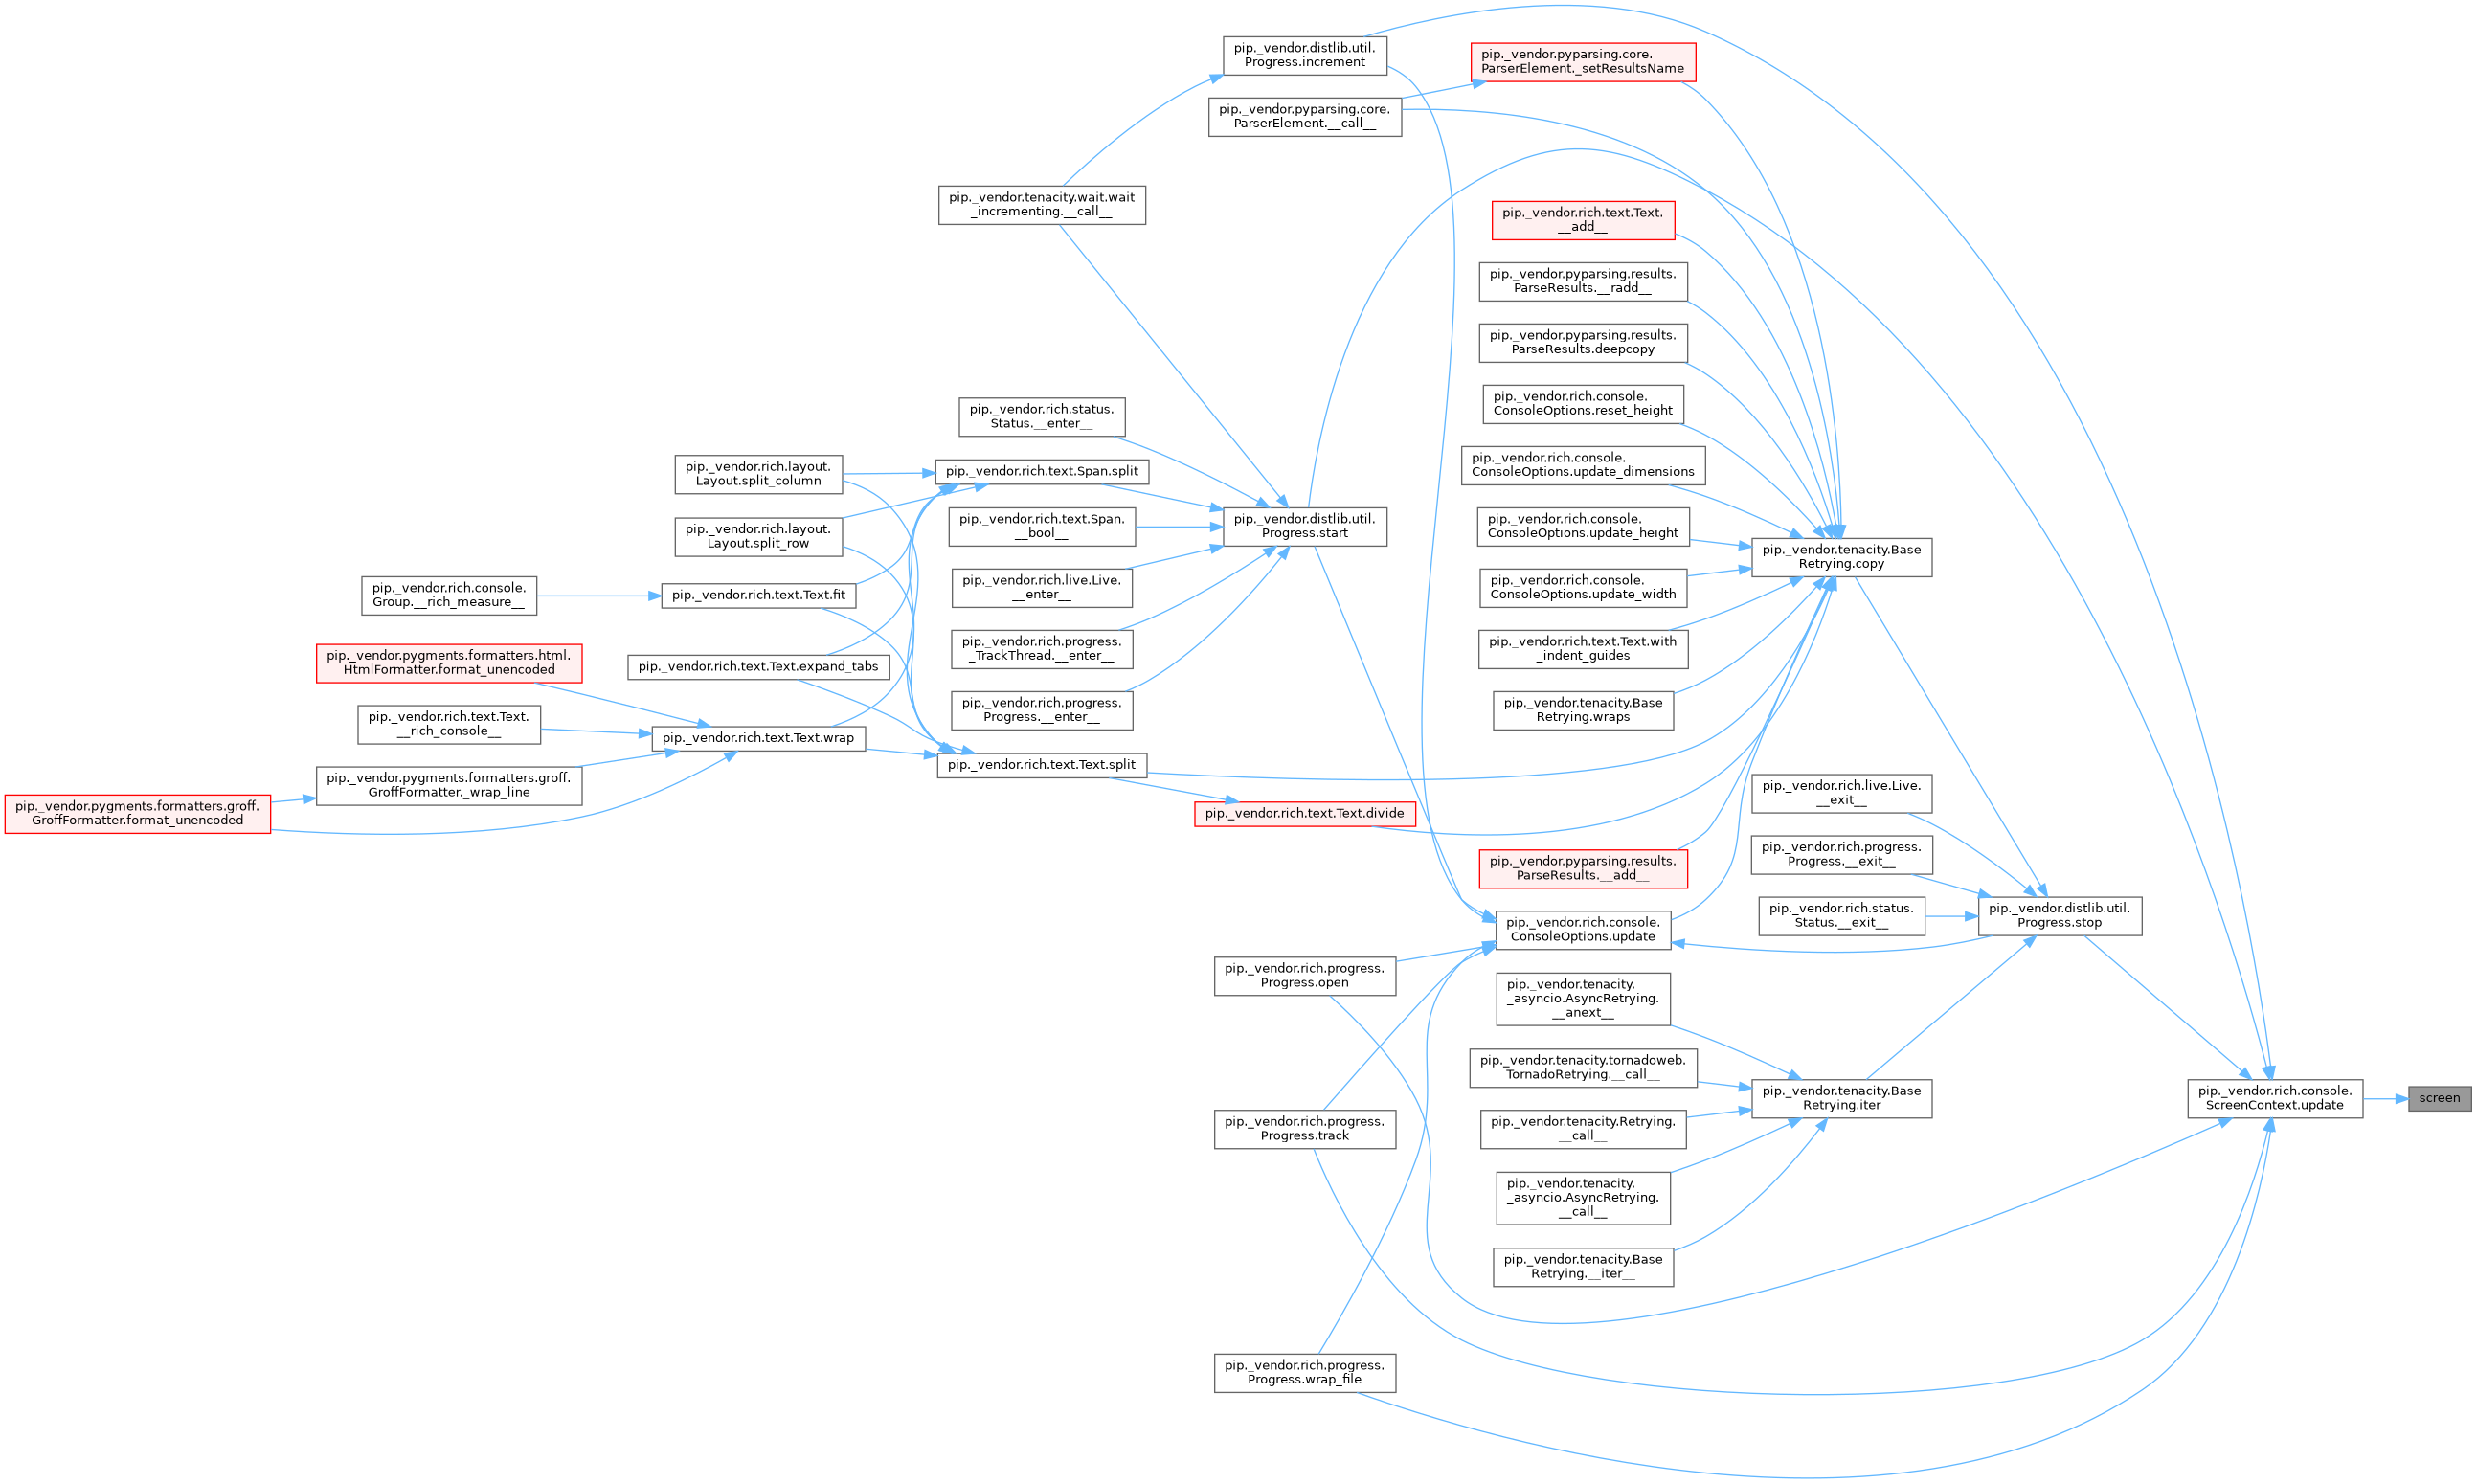 pip._vendor.distlib.util.
Progress.increment
pip._vendor.pyparsing.core.
ParserElement._setResultsName
pip._vendor.pyparsing.core.
ParserElement.__call__
pip._vendor.tenacity.wait.wait
_incrementing.__call__
pip._vendor.rich.text.Text.
__add__
pip._vendor.pyparsing.results.
ParseResults.__radd__
pip._vendor.pyparsing.results.
ParseResults.deepcopy
pip._vendor.rich.console.
ConsoleOptions.reset_height
pip._vendor.rich.status.
Status.__enter__
pip._vendor.rich.console.
ConsoleOptions.update_dimensions
pip._vendor.rich.layout.
Layout.split_column
pip._vendor.rich.text.Span.split
pip._vendor.rich.layout.
Layout.split_row
pip._vendor.rich.text.Span.
__bool__
pip._vendor.distlib.util.
Progress.start
pip._vendor.rich.console.
ConsoleOptions.update_height
pip._vendor.tenacity.Base
Retrying.copy
pip._vendor.rich.console.
Group.__rich_measure__
pip._vendor.rich.text.Text.fit
pip._vendor.rich.live.Live.
__enter__
pip._vendor.rich.console.
ConsoleOptions.update_width
pip._vendor.pygments.formatters.html.
HtmlFormatter.format_unencoded
pip._vendor.rich.text.Text.expand_tabs
pip._vendor.rich.progress.
_TrackThread.__enter__
pip._vendor.rich.text.Text.with
_indent_guides
pip._vendor.rich.text.Text.
__rich_console__
pip._vendor.rich.text.Text.wrap
pip._vendor.rich.progress.
Progress.__enter__
pip._vendor.tenacity.Base
Retrying.wraps
pip._vendor.pygments.formatters.groff.
GroffFormatter._wrap_line
pip._vendor.rich.text.Text.split
pip._vendor.pygments.formatters.groff.
GroffFormatter.format_unencoded
pip._vendor.rich.text.Text.divide
pip._vendor.rich.live.Live.
__exit__
pip._vendor.pyparsing.results.
ParseResults.__add__
pip._vendor.rich.progress.
Progress.__exit__
pip._vendor.rich.console.
ConsoleOptions.update
pip._vendor.rich.status.
Status.__exit__
pip._vendor.distlib.util.
Progress.stop
pip._vendor.rich.progress.
Progress.open
pip._vendor.tenacity.
_asyncio.AsyncRetrying.
__anext__
pip._vendor.tenacity.tornadoweb.
TornadoRetrying.__call__
pip._vendor.tenacity.Base
Retrying.iter
pip._vendor.rich.console.
ScreenContext.update
screen
pip._vendor.rich.progress.
Progress.track
pip._vendor.tenacity.Retrying.
__call__
pip._vendor.tenacity.
_asyncio.AsyncRetrying.
__call__
pip._vendor.tenacity.Base
Retrying.__iter__
pip._vendor.rich.progress.
Progress.wrap_file